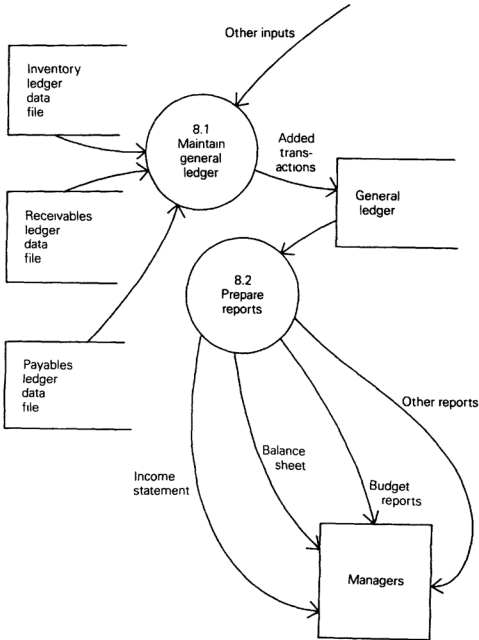 Other inputs
Inventory
ledger
data
file
8.1
Maintain
general
ledger
Added
trans-
actions
General
ledger
Receivables
ledger
data
file
8.2
Prepare
reports
Payables
ledger
data
file
Other reports
Balance
sheet
Income
statement
Budget
reports
Managers